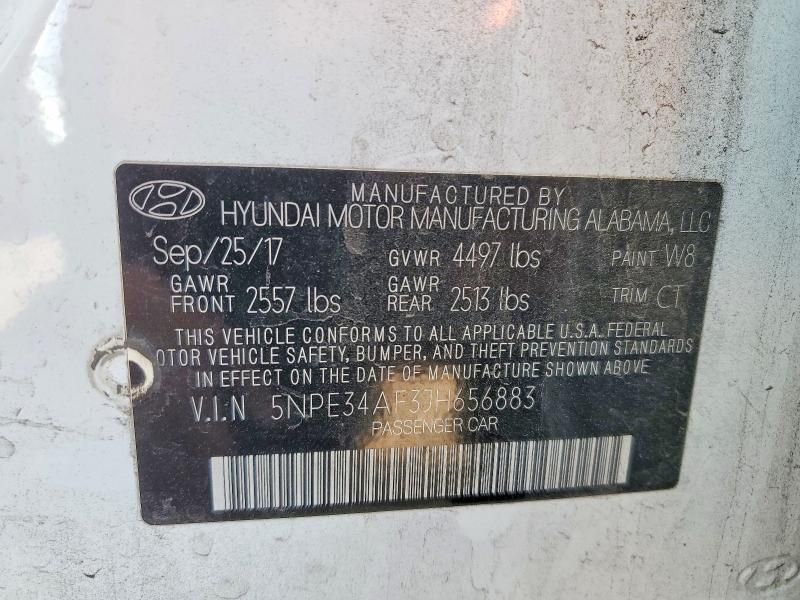 MANUFACTURED BY
HYUNDAI MOTOR MANUFACTURING ALABAMA, LLC
Sep/25/17 GVWR 4497 lbs PAINT W8
GAWR FRONT 2557 lbs GAWR REAR 2513 lbs TRIM CT
THIS VEHICLE CONFORMS TO ALL APPLICABLE U.S.A. FEDERAL
OTOR VEHICLE SAFETY, BUMPER, AND THEFT PREVENTION STANDARDS
IN EFFECT ON THE DATE OF MANUFACTURE SHOWN ABOVE
V.I.N 5NPE34AF3JH656883
PASSENGER CAR